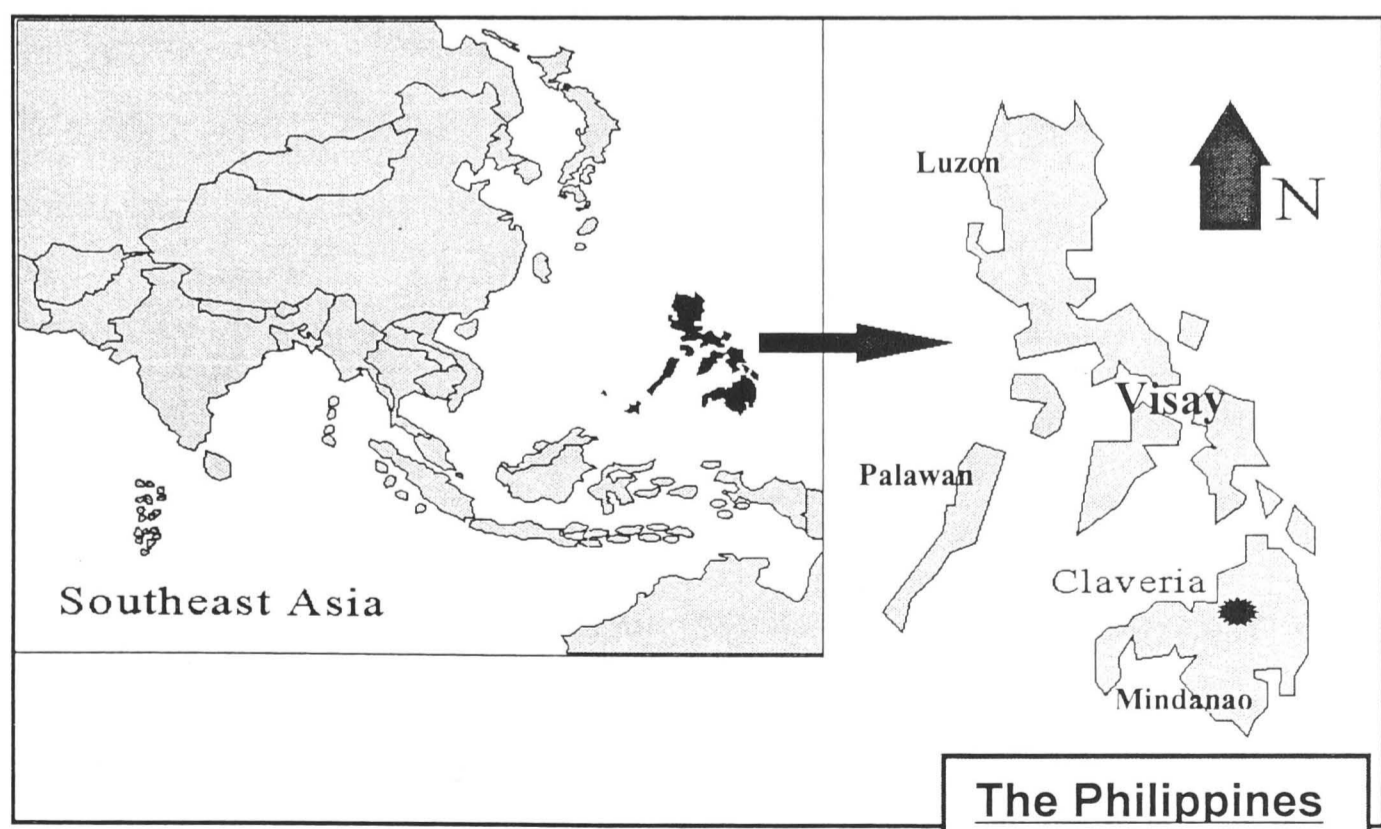 Southeast Asia
Luzon
N
Visay
Palawan
Claveria
Mindanao
The Philippines